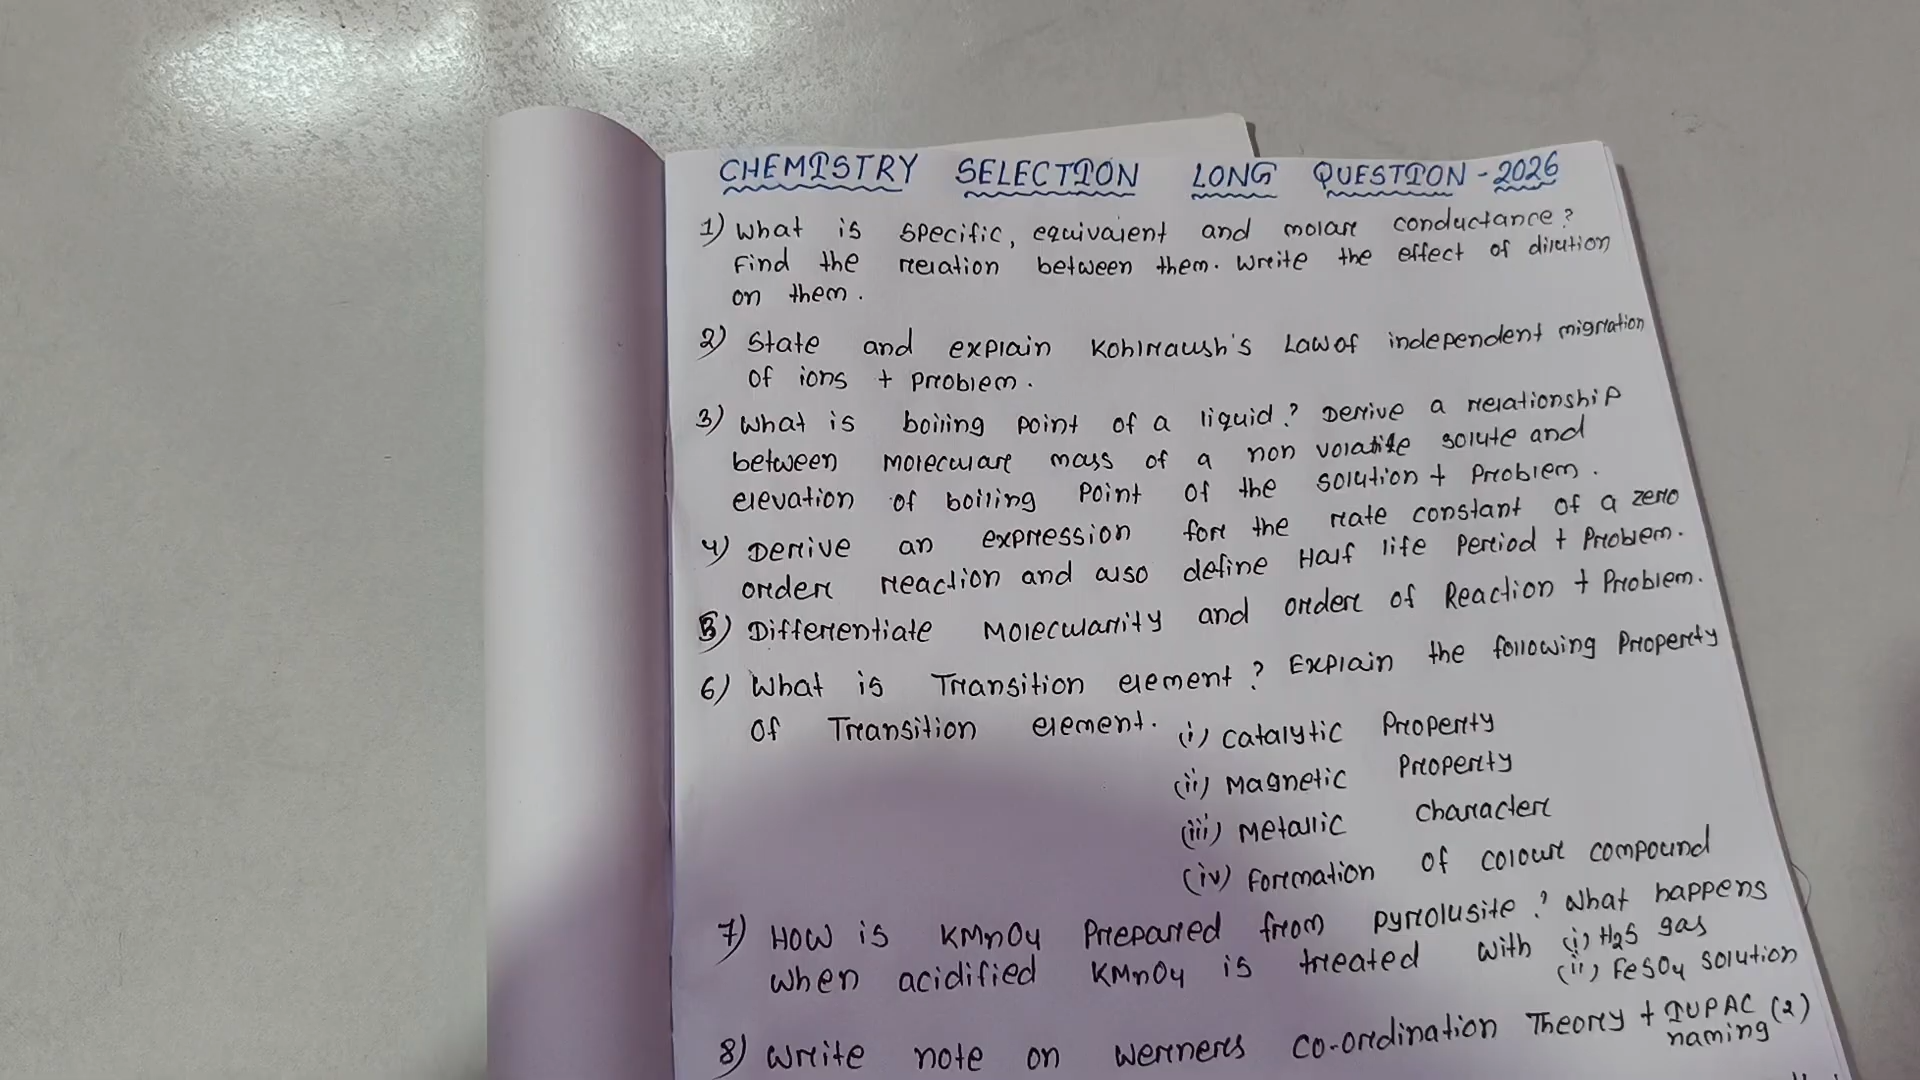 CHEMISTRY SELECTION LONG QUESTION - 2026
1) What is specific, equivalent and molar conductance?
Find the relation between them. Write the effect of dilution
on them.
2) State and explain Kohlraush's Law of independent migration
of ions + problem.
3) What is boiling point of a liquid? Derive a relationship
between molecular mass of a non volatile solute and
elevation of boiling point of the solution + problem.
4) Derive an expression for the rate constant of a zero
order reaction and also define Half life period + Problem.
5) Differentiate Molecularity and order of Reaction + Problem.
6) What is Transition element? Explain the following Property
of Transition element. (i) Catalytic Property
(ii) Magnetic Property
(iii) Metallic Character
(iv) Formation of colour compound
7) How is KMnO4 Prepared from pyrolusite? What happens
when acidified KMnO4 is treated with (i) H2S gas
(ii) FeSO4 solution
8) Write note on werners co-ordination Theory + IUPAC (2)
naming